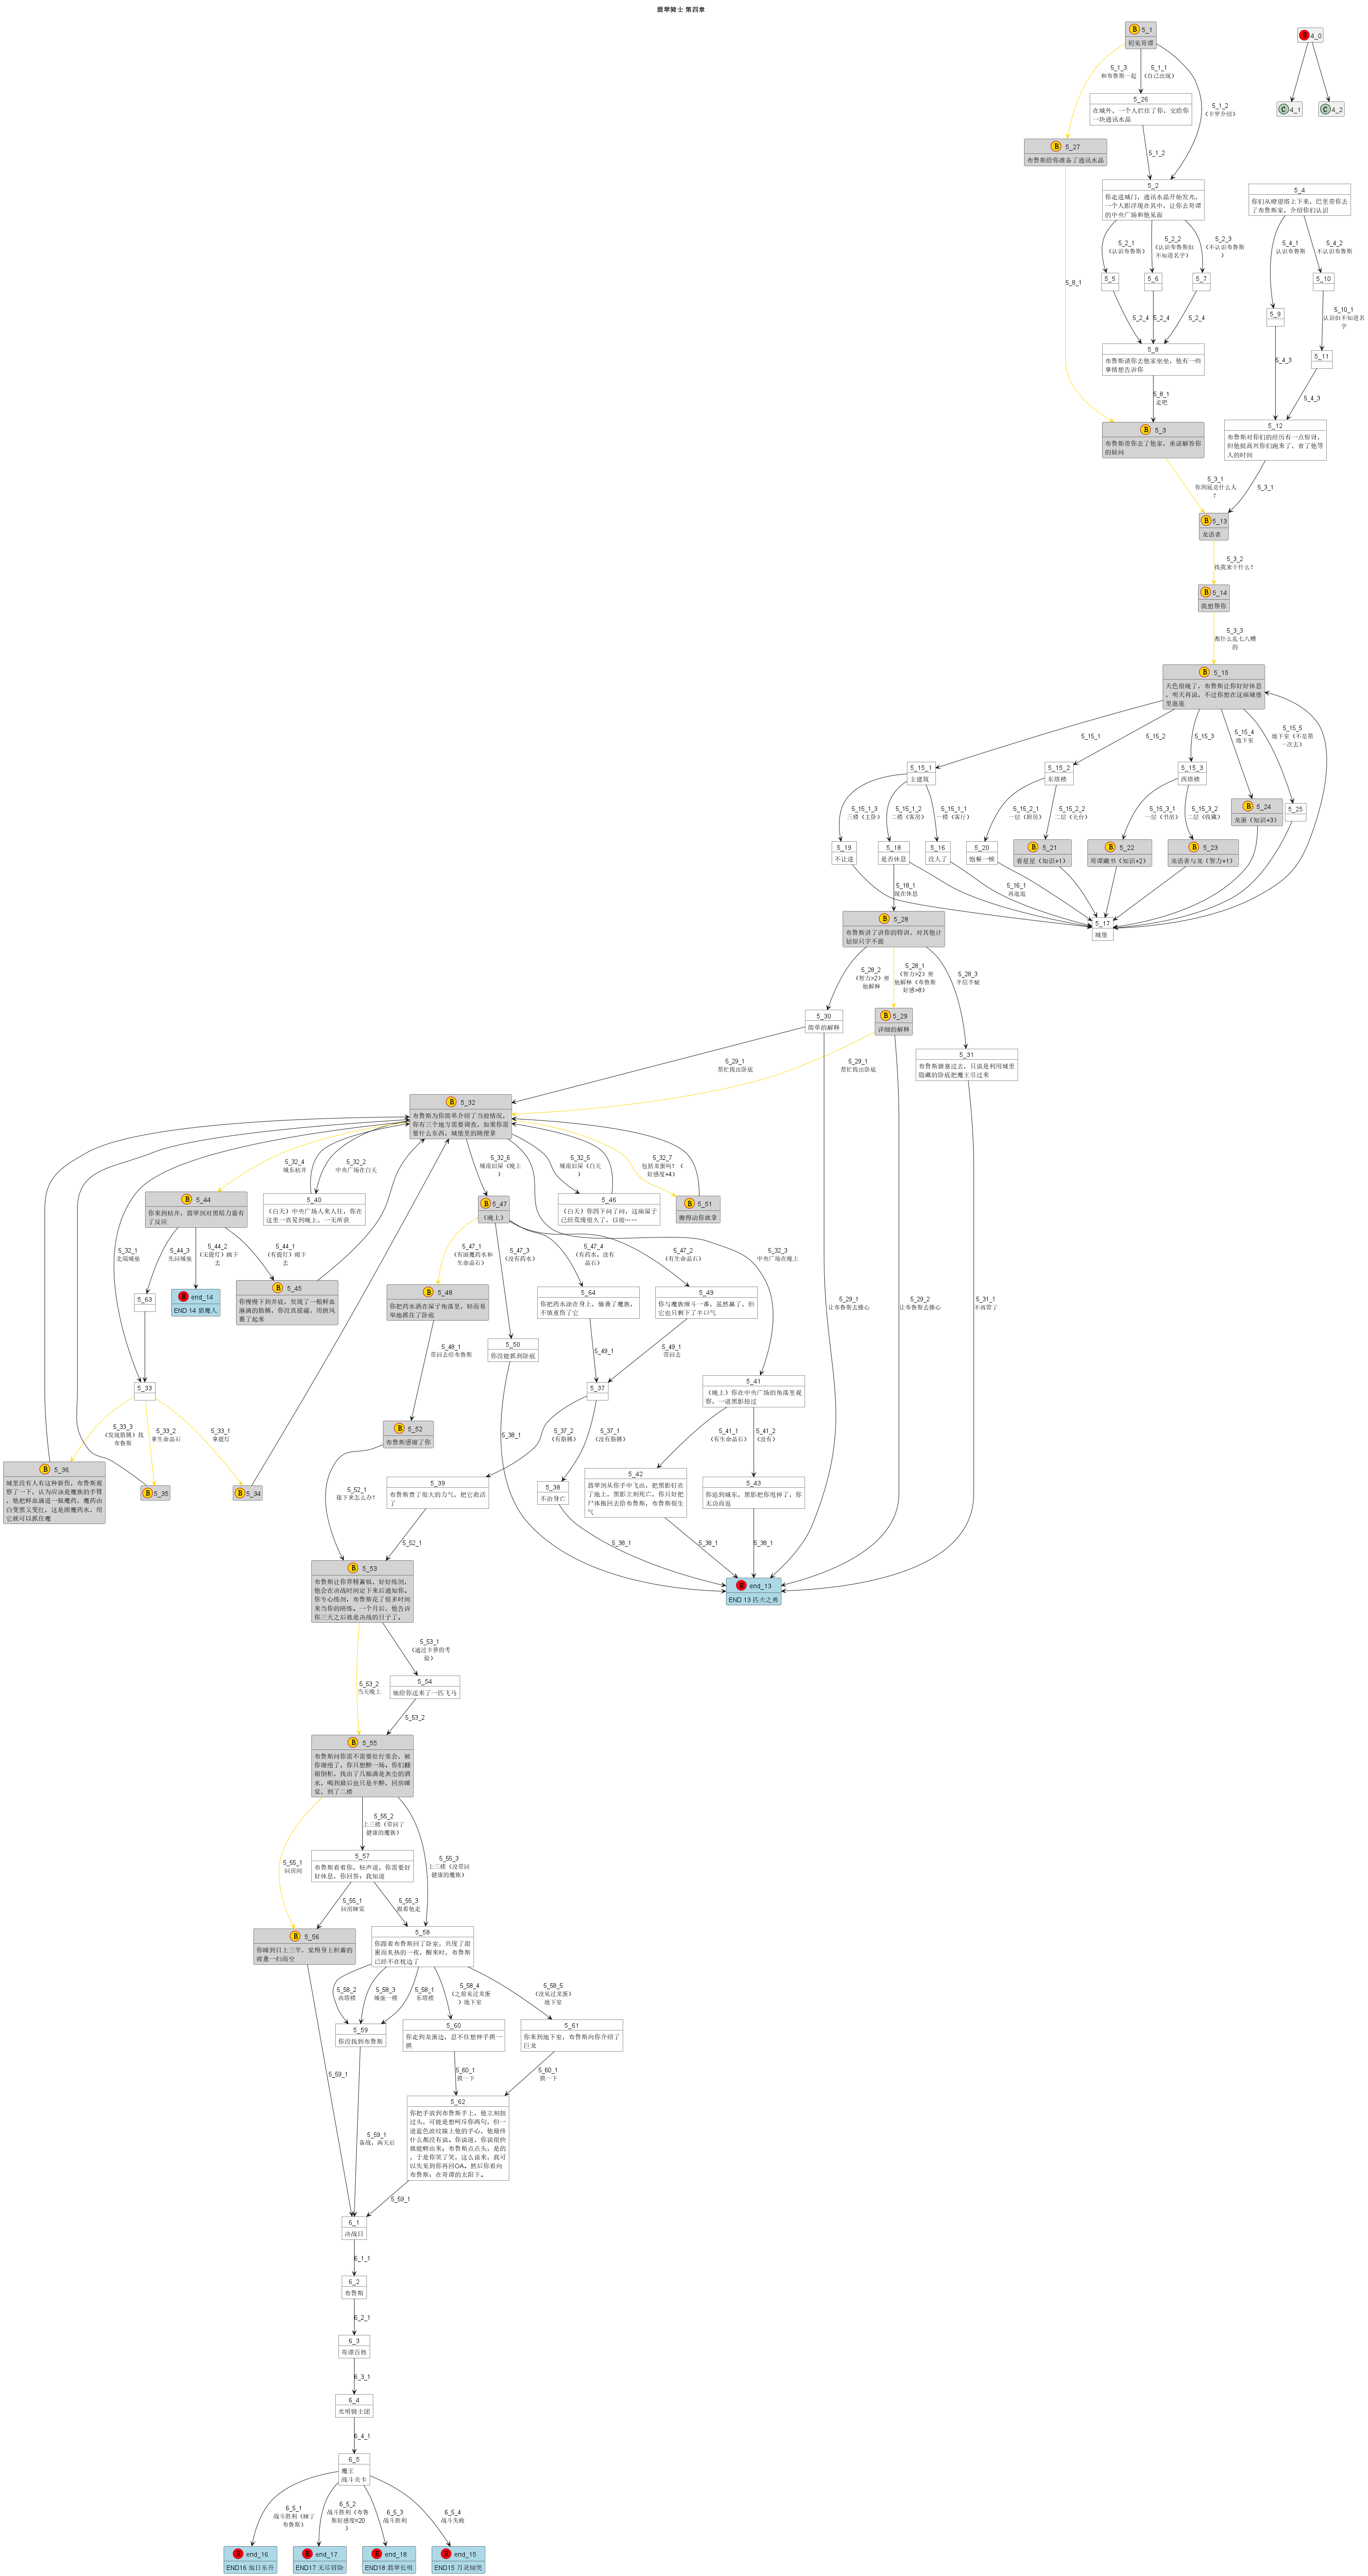 翡翠骑士 第四章
B 5_1
初见哥谭
4_0
C 4_1
C 4_2
5_1_3
和布鲁斯一起
5_1_1
(自己出现)
5_1_2
(卡萝介绍)
5_26
在城外,一个人拦住了你,交给你
一块通讯水晶
B 5_27
布鲁斯给你准备了通讯水晶
5_1_2
5_2
你走进城门,通讯水晶开始发光,
一个人影浮现在其中,让你去哥谭
的中央广场和他见面
5_4
你们从瞭望塔上下来,巴里带你去
了布鲁斯家,介绍你们认识
5_2_1
(认识布鲁斯)
5_2_2
(认识布鲁斯但
不知道名字)
5_2_3
(不认识布鲁斯
)
5_4_1
认识布鲁斯
5_4_2
不认识布鲁斯
5_8_1
5_5
5_6
5_7
5_10
5_9
5_2_4
5_2_4
5_2_4
5_10_1
认识但不知道名
字
5_8
布鲁斯请你去他家坐坐,他有一些
事情想告诉你
5_4_3
5_11
5_8_1
走吧
5_4_3
B 5_3
布鲁斯带你去了他家,承诺解答你
的疑问
5_12
布鲁斯对你们的经历有一点惊讶,
但他挺高兴你们跑来了,省了他等
人的时间
5_3_1
你到底是什么人
?
5_3_1
B 5_13
龙语者
5_3_2
找我来干什么?
B 5_14
我想帮你
5_3_3
都什么乱七八糟
的
B 5_15
天色很晚了,布鲁斯让你好好休息
,明天再说,不过你想在这座城堡
里逛逛
5_15_1
5_15_2
5_15_3
5_15_4
地下室
5_15_5
地下室(不是第
一次去)
5_15_1
主建筑
5_15_2
东塔楼
5_15_3
西塔楼
5_15_1_3
三楼(主卧)
5_15_1_2
二楼(客房)
5_15_1_1
一楼(客厅)
5_15_2_1
一层(厨房)
5_15_2_2
二层(天台)
5_15_3_1
一层(书房)
5_15_3_2
二层(收藏)
B 5_24
龙蛋(知识+3)
5_25
5_19
不让进
5_18
是否休息
5_16
没人了
5_20
饱餐一顿
B 5_21
看星星(知识+1)
B 5_22
哥谭藏书(知识+2)
B 5_23
龙语者与龙(智力+1)
5_18_1
现在休息
5_16_1
再逛逛
5_17
城堡
B 5_28
布鲁斯讲了讲你的特训,对其他计
划却只字不提
5_28_2
(智力>2)要
他解释
5_28_1
(智力>2)要
他解释(布鲁斯
好感>8)
5_28_3
半信半疑
5_30
简单的解释
B 5_29
详细的解释
5_31
布鲁斯搪塞过去,只说是利用城里
隐藏的卧底把魔王引过来
5_29_1
帮忙找出卧底
5_29_1
帮忙找出卧底
B 5_32
布鲁斯为你简单介绍了当前情况,
你有三个地方需要调查,如果你需
要什么东西,城堡里的随便拿
5_32_4
城东枯井
5_32_2
中央广场在白天
5_32_6
城南旧屋(晚上
)
5_32_5
城南旧屋(白天
)
5_32_7
包括龙蛋吗?(
好感度+4)
B 5_44
你来到枯井,翡翠剑对黑暗力量有
了反应
5_40
(白天)中央广场人来人往,你在
这里一直晃到晚上,一无所获
B 5_47
(晚上)
5_46
(白天)你四下问了问,这座屋子
已经荒废很久了,以前……
B 5_51
搬得动你就拿
5_32_1
北端城堡
5_44_3
先回城堡
5_44_2
(无提灯)跳下
去
5_44_1
(有提灯)爬下
去
5_47_1
(有困魔药水和
生命晶石)
5_47_3
(没有药水)
5_47_4
(有药水,没有
晶石)
5_47_2
(有生命晶石)
5_32_3
中央广场在晚上
5_63
end_14
END 14 猎魔人
B 5_45
你慢慢下到井底,发现了一根鲜血
淋漓的胳膊,你没直接碰,用披风
裹了起来
B 5_48
你把药水洒在屋子角落里,轻而易
举地抓住了卧底
5_64
你把药水涂在身上,偷袭了魔族,
不慎重伤了它
5_49
你与魔族缠斗一番,虽然赢了,但
它也只剩下了半口气
5_29_1
让布鲁斯去操心
5_29_2
让布鲁斯去操心
5_31_1
不再管了
5_50
你没能抓到卧底
5_48_1
带回去给布鲁斯
5_49_1
5_49_1
带回去
5_33
5_37
5_41
(晚上)你在中央广场的角落里观
察,一道黑影掠过
5_33_3
(发现胳膊)找
布鲁斯
5_33_2
拿生命晶石
5_33_1
拿提灯
B 5_52
布鲁斯感谢了你
5_38_1
5_37_2
(有胳膊)
5_37_1
(没有胳膊)
5_41_1
(有生命晶石)
5_41_2
(没有)
B 5_36
城里没有人有这种新伤,布鲁斯观
察了一下,认为应该是魔族的手臂
,他把鲜血滴进一瓶魔药,魔药由
白变黑又变红,这是困魔药水,用
它就可以抓住魔
B 5_35
B 5_34
5_52_1
接下来怎么办?
5_39
布鲁斯费了很大的力气,把它救活
了
5_38
不治身亡
5_42
翡翠剑从你手中飞出,把黑影钉在
了地上,黑影立刻死亡,你只好把
尸体拖回去给布鲁斯,布鲁斯很生
气
5_43
你追到城东,黑影把你甩掉了,你
无功而返
5_52_1
5_38_1
5_38_1
5_38_1
B 5_53
布鲁斯让你养精蓄锐,好好练剑,
他会在决战时间定下来后通知你。
你专心练剑,布鲁斯花了很多时间
来当你的陪练。一个月后,他告诉
你三天之后就是决战的日子了。
end_13
END 13 匹夫之勇
5_53_1
(通过卡萝的考
验)
5_53_2
当天晚上
5_54
她给你送来了一匹飞马
5_53_2
B 5_55
布鲁斯问你需不需要壮行宴会,被
你谢绝了,你只想醉一场。你们翻
箱倒柜,找出了几瓶满是灰尘的酒
水,喝到最后也只是半醉,回房睡
觉,到了二楼
5_55_2
上三楼(带回了
健康的魔族)
5_55_1
回房间
5_55_3
上三楼(没带回
健康的魔族)
5_57
布鲁斯看着你,轻声道,你需要好
好休息,你回答:我知道
5_55_1
回房睡觉
5_55_3
跟着他走
B 5_56
你睡到日上三竿,觉得身上积蓄的
疲惫一扫而空
5_58
你跟着布鲁斯回了卧室,共度了甜
蜜而炙热的一夜,醒来时,布鲁斯
已经不在枕边了
5_58_2
西塔楼
5_58_3
城堡一楼
5_58_1
东塔楼
5_58_4
(之前见过龙蛋
)地下室
5_58_5
(没见过龙蛋)
地下室
5_59
你没找到布鲁斯
5_60
你走到龙蛋边,忍不住想伸手摸一
摸
5_61
你来到地下室,布鲁斯向你介绍了
巨龙
5_59_1
5_60_1
摸一下
5_60_1
摸一下
5_59_1
备战,两天后
5_62
你把手放到布鲁斯手上,他立刻扭
过头,可能是想呵斥你两句,但一
道蓝色波纹撞上他的手心,他最终
什么都没有说。你说道,你说很快
就能孵出来;布鲁斯点点头,是的
,于是你笑了笑,这么说来,我可
以先见到你再回OA。然后你看向
布鲁斯:在哥谭的太阳下。
5_59_1
6_1
决战日
6_1_1
5_2
布鲁斯
6_2_1
6_3
哥谭百姓
6_3_1
6_4
光明骑士团
6_4_1
6_5
魔王
战斗关卡
6_5_1
战斗胜利(睡了
布鲁斯)
6_5_2
战斗胜利(布鲁
斯好感度=20
)
6_5_3
战斗胜利
6_5_4
战斗失败
end_16
END16 旭日东升
end_17
END17 无尽冒险
end_18
END18 翡翠长明
end_15
END15 万灵恸哭